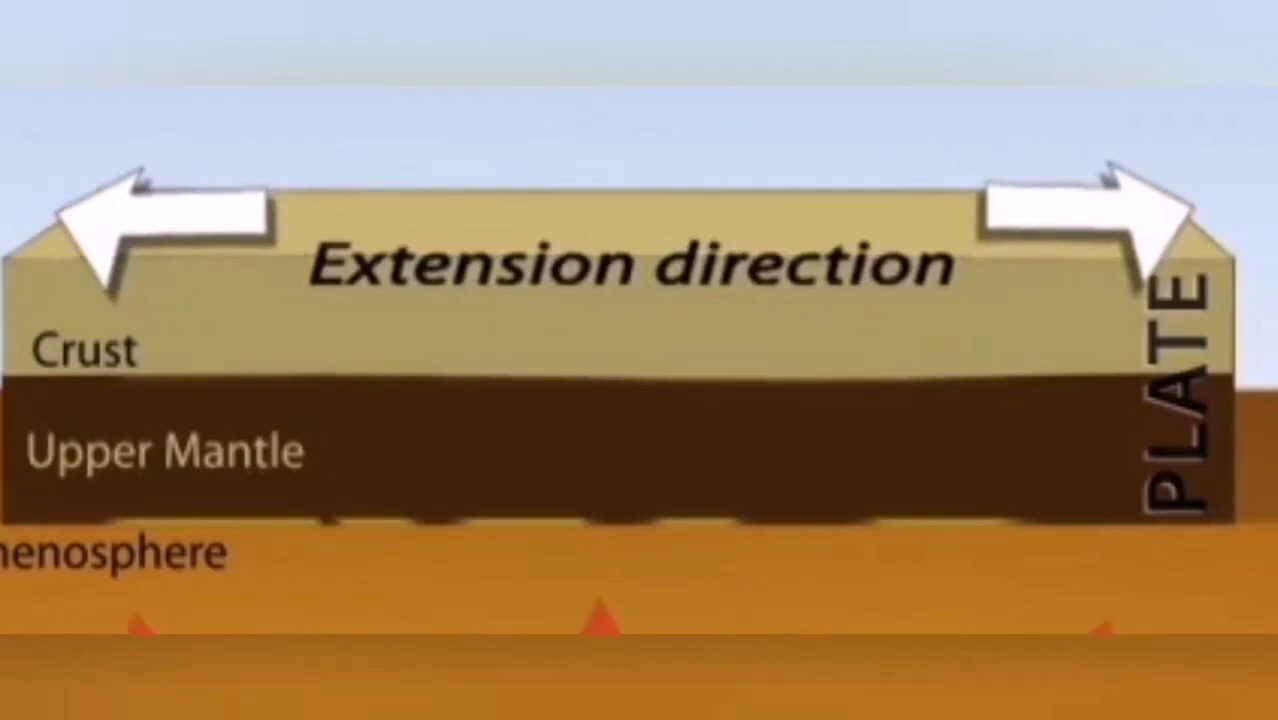 Extension direction
Crust
PLATE
Upper Mantle
henosphere